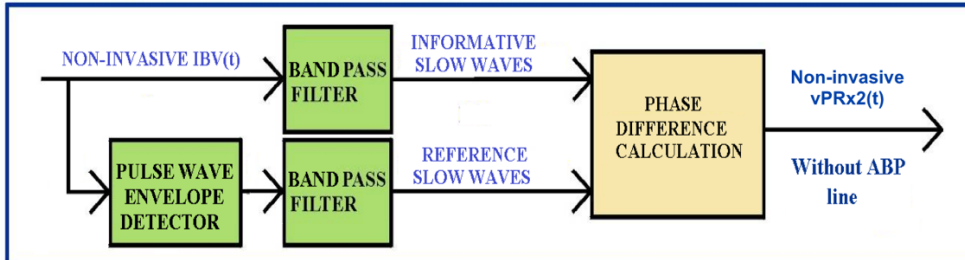 NON-INVASIVE IBV(t)
BAND PASS
FILTER
INFORMATIVE
SLOW WAVES
PHASE
DIFFERENCE
CALCULATION
Non-invasive
vPRx2(t)
Without ABP
line
PULSE WAVE
ENVELOPE
DETECTOR
BAND PASS
FILTER
REFERENCE
SLOW WAVES